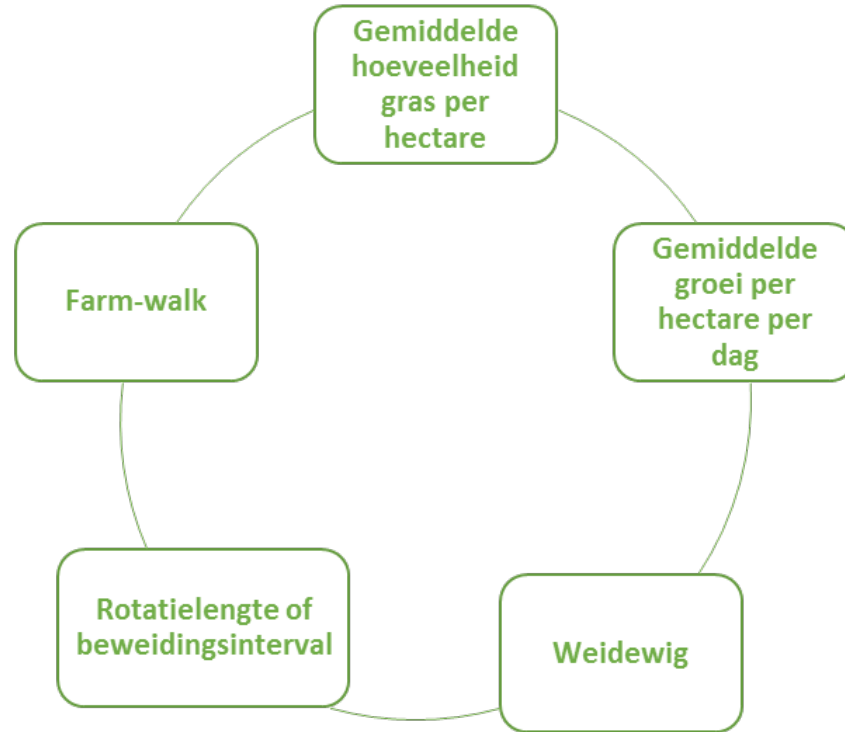 Gemiddelde
hoeveelheid
gras per
hectare
Gemiddelde
groei per
hectare per
dag
Weidewig
Rotatielengte of
beweidingsinterval
Farm-walk